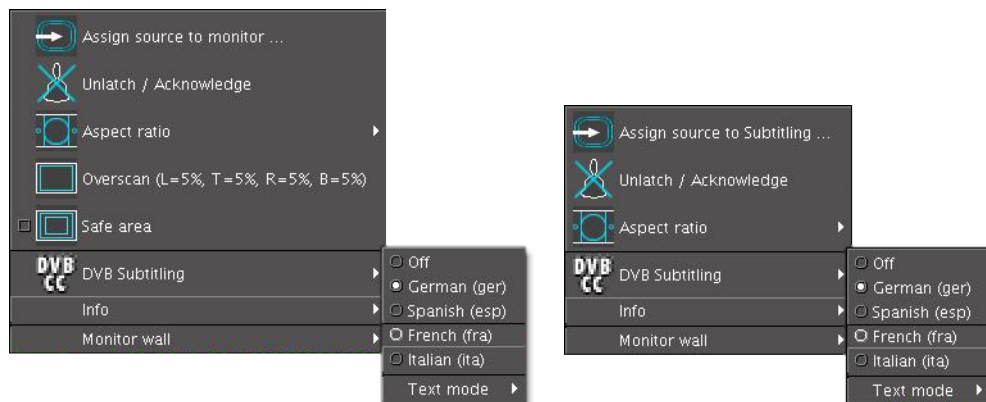 Assign source to monitor ...
Unlatch / Acknowledge
Aspect ratio
Overscan (L=5%, T=5%, R=5%, B=5%)
Safe area
DVB CC DVB Subtitling
Info
Monitor wall
Off
German (ger)
Spanish (esp)
French (fra)
Italian (ita)
Text mode
Assign source to Subtitling ...
Unlatch / Acknowledge
Aspect ratio
DVB CC DVB Subtitling
Info
Monitor wall
Off
German (ger)
Spanish (esp)
French (fra)
Italian (ita)
Text mode